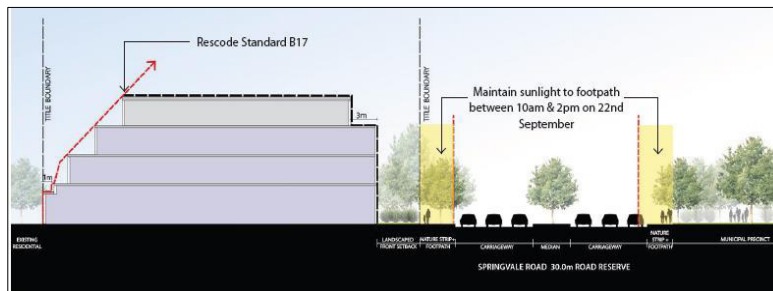 Rescode Standard B17
TITLE BOUNDARY
TITLE BOUNDARY
Maintain sunlight to footpath
between 10am & 2pm on 22nd
September
3m
1m
EXISTING
RESIDENTIAL
LANDSCAPED
FRONT SETBACK
NATURE STRIP+
FOOTPATH
CARRIAGEWAY
MEDIAN
CARRIAGEWAY
NATURE
STRIP +
FOOTPATH
MUNICIPAL PRECINCT
SPRINGVALE ROAD 30.0m ROAD RESERVE